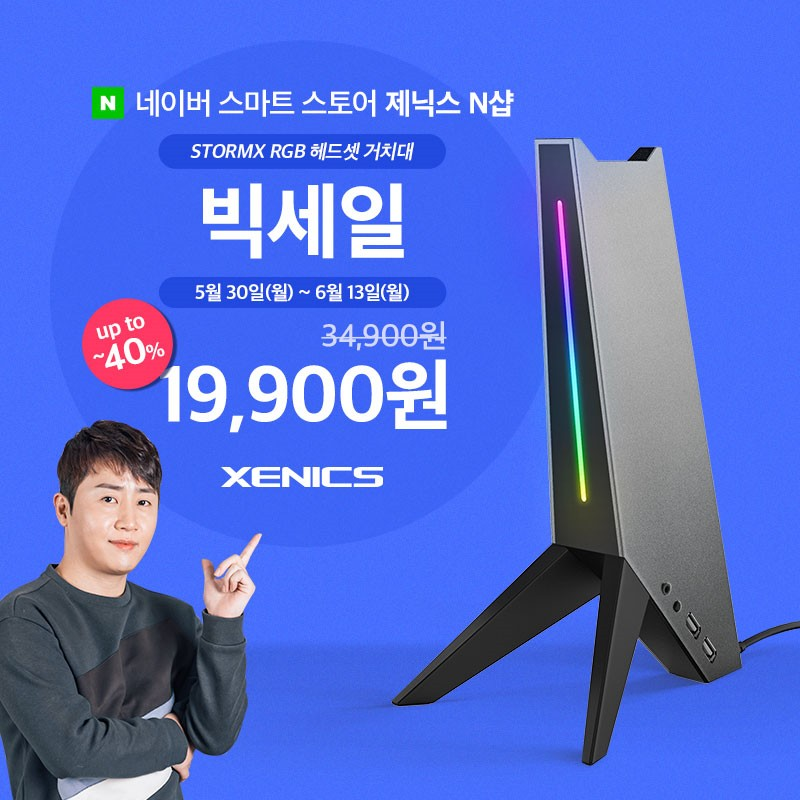 N 네이버 스마트 스토어 제닉스 N샵
STORMX RGB 헤드셋 거치대
빅세일
5월 30일(월) ~ 6월 13일(월)
up to
~40%
34,900원
19,900원
XENICS